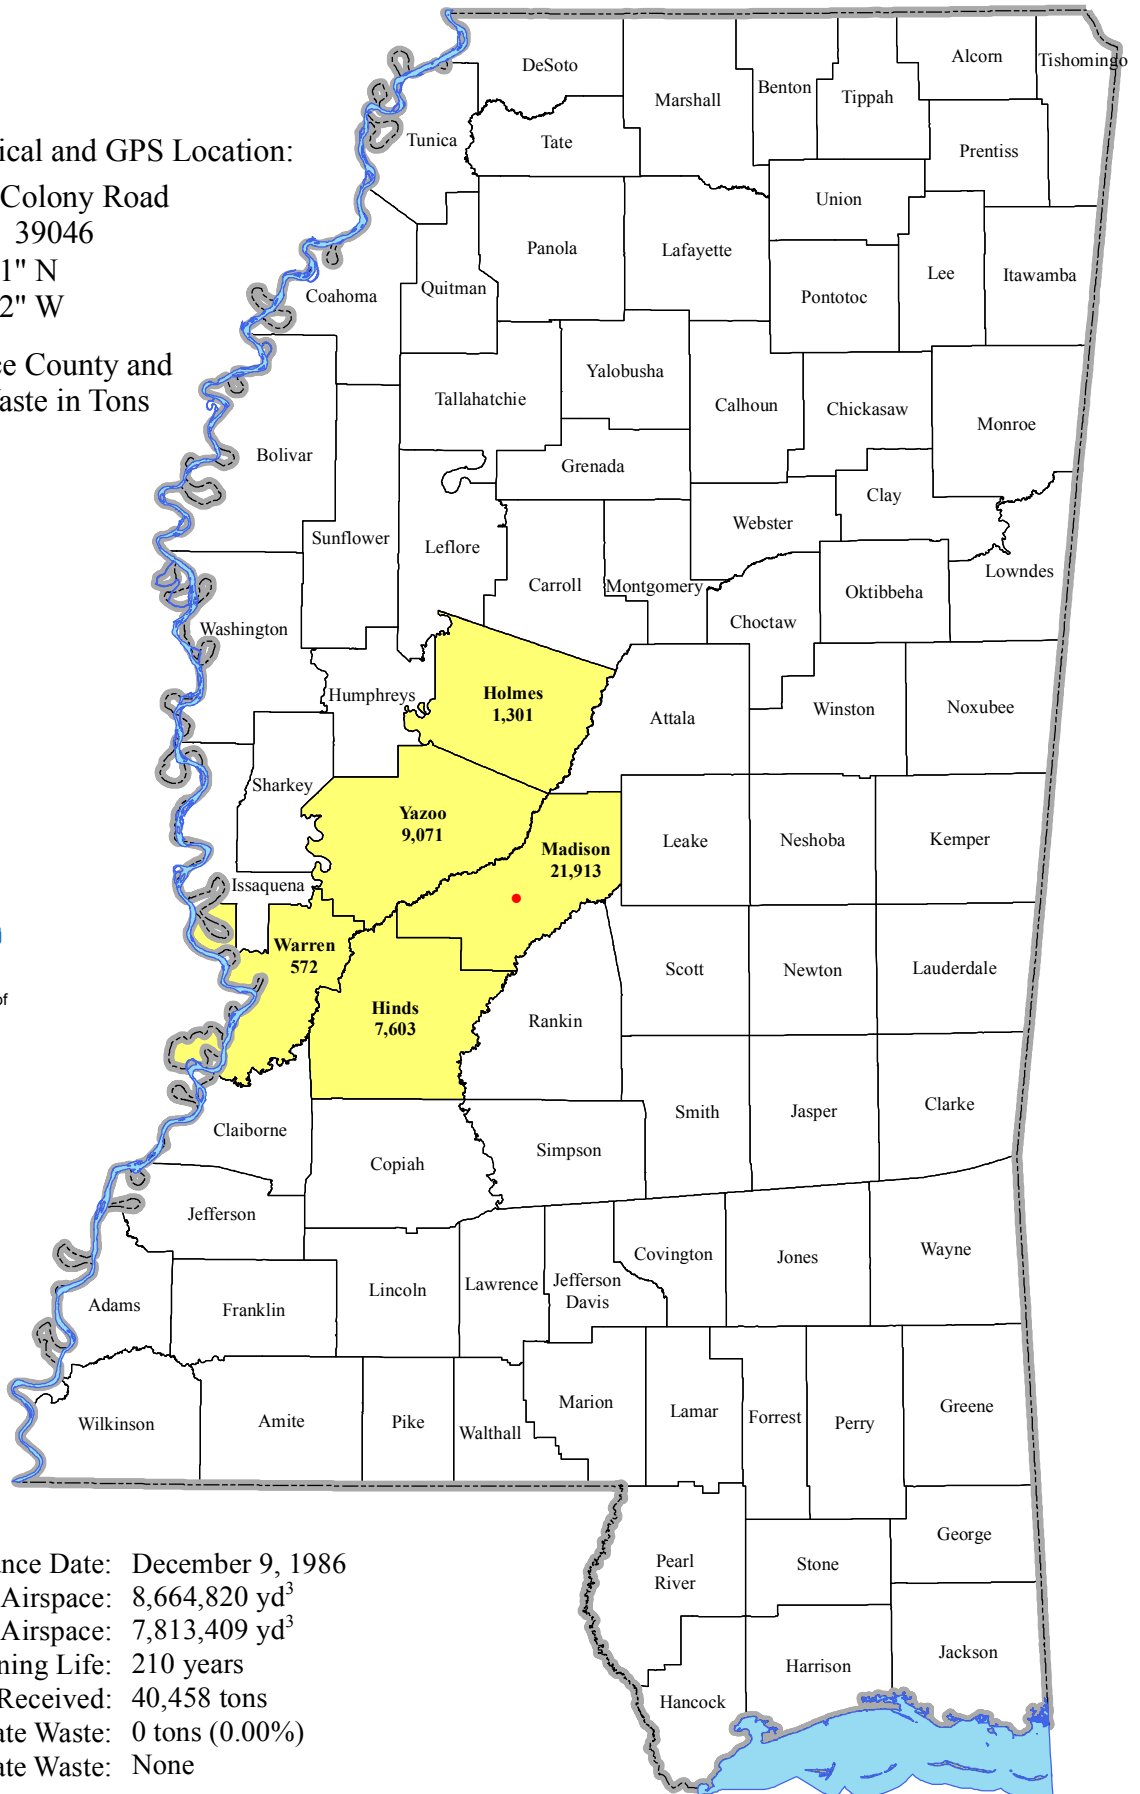 ical and GPS Location:
Colony Road
39046
1" N
2" W
ce County and
Waste in Tons
of
DeSoto
Marshall
Benton
Tippah
Alcorn
Tishomingo
Tunica
Tate
Prentiss
Union
Panola
Lafayette
Coahoma
Quitman
Pontotoc
Lee
Itawamba
Yalobusha
Tallahatchie
Calhoun
Chickasaw
Monroe
Bolivar
Grenada
Clay
Sunflower
Leflore
Webster
Carroll
Montgomery
Oktibbeha
Lowndes
Washington
Choctaw
Humphreys
Holmes
1,301
Attala
Winston
Noxubee
Sharkey
Yazoo
9,071
Madison
21,913
Leake
Neshoba
Kemper
Issaquena
Warren
572
Hinds
7,603
Rankin
Scott
Newton
Lauderdale
Claiborne
Copiah
Simpson
Smith
Jasper
Clarke
Jefferson
Adams
Franklin
Lincoln
Lawrence
Jefferson
Davis
Covington
Jones
Wayne
Wilkinson
Amite
Pike
Walthall
Marion
Lamar
Forrest
Perry
Greene
Pearl
River
Stone
George
Hancock
Harrison
Jackson
ance Date: December 9, 1986
Airspace: 8,664,820 yd³
Airspace: 7,813,409 yd³
ning Life: 210 years
Received: 40,458 tons
ate Waste: 0 tons (0.00%)
ate Waste: None